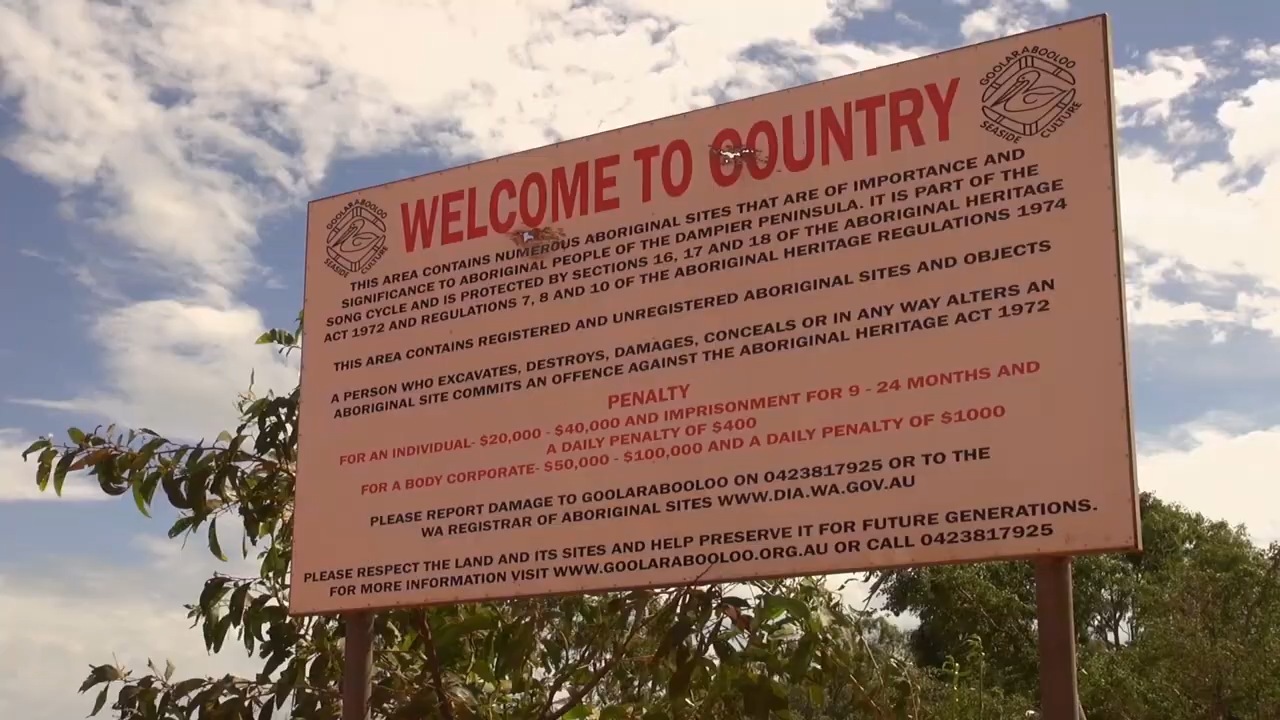 GOOLARABOOLOO
SEASIDE CULTURE
WELCOME TO COUNTRY
GOOLARABOOLOO
SEASIDE CULTURE
THIS AREA CONTAINS NUMEROUS ABORIGINAL SITES THAT ARE OF IMPORTANCE AND
SIGNIFICANCE TO ABORIGINAL PEOPLE OF THE DAMPIER PENINSULA. IT IS PART OF THE
SONG CYCLE AND IS PROTECTED BY SECTIONS 16, 17 AND 18 OF THE ABORIGINAL HERITAGE
ACT 1972 AND REGULATIONS 7, 8 AND 10 OF THE ABORIGINAL HERITAGE REGULATIONS 1974
THIS AREA CONTAINS REGISTERED AND UNREGISTERED ABORIGINAL SITES AND OBJECTS
A PERSON WHO EXCAVATES, DESTROYS, DAMAGES, CONCEALS OR IN ANY WAY ALTERS AN
ABORIGINAL SITE COMMITS AN OFFENCE AGAINST THE ABORIGINAL HERITAGE ACT 1972
PENALTY
FOR AN INDIVIDUAL- $20,000 - $40,000 AND IMPRISONMENT FOR 9 - 24 MONTHS AND
A DAILY PENALTY OF $400
FOR A BODY CORPORATE- $50,000 - $100,000 AND A DAILY PENALTY OF $1000
PLEASE REPORT DAMAGE TO GOOLARABOOLOO ON 0423817925 OR TO THE
WA REGISTRAR OF ABORIGINAL SITES WWW.DIA.WA.GOV.AU
PLEASE RESPECT THE LAND AND ITS SITES AND HELP PRESERVE IT FOR FUTURE GENERATIONS.
FOR MORE INFORMATION VISIT WWW.GOOLARABOOLOO.ORG.AU OR CALL 0423817925